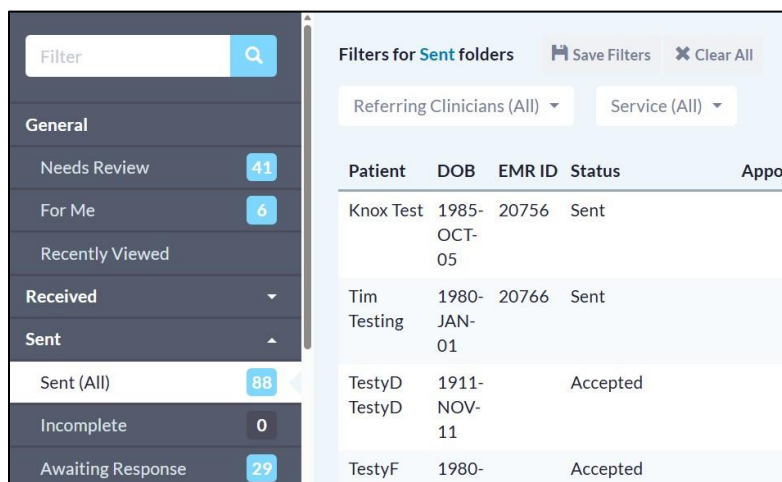 Filter
General
Needs Review 41
For Me 6
Recently Viewed
Received
Sent
Sent (All) 88
Incomplete 0
Awaiting Response 29
Filters for Sent folders Save Filters Clear All
Referring Clinicians (All) Service (All)
Patient DOB EMR ID Status Appo
Knox Test 1985- 20756 Sent
OCT-
05
Tim 1980- 20766 Sent
Testing JAN-
01
TestyD 1911- Accepted
TestyD NOV-
11
TestyF 1980- Accepted